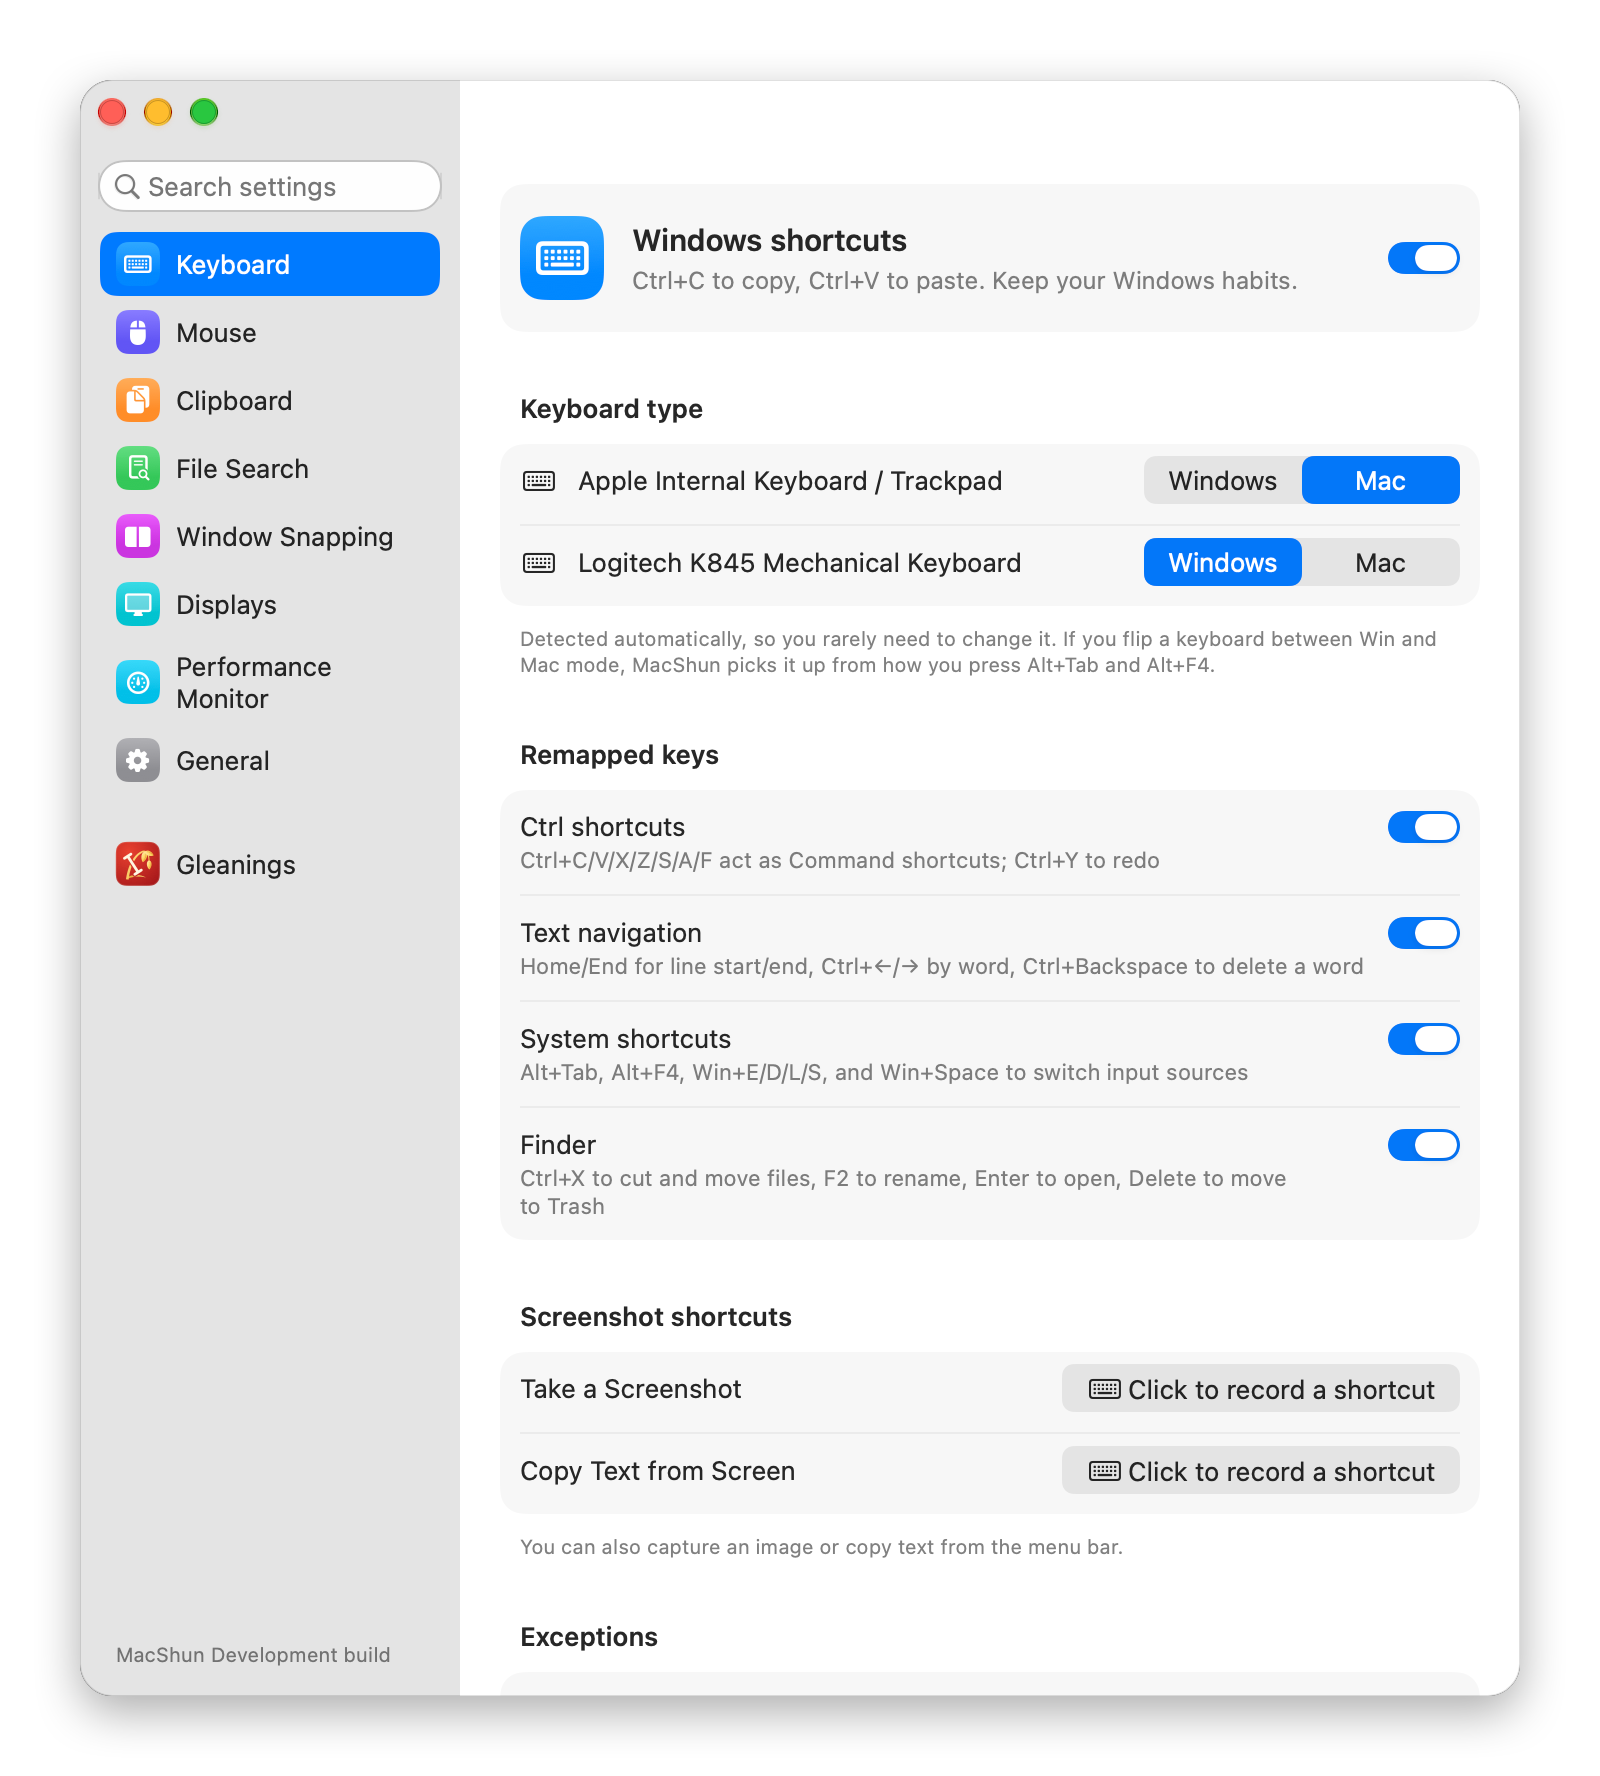 Search settings
Keyboard
Mouse
Clipboard
File Search
Window Snapping
Displays
Performance
Monitor
General
Gleanings
MacShun Development build
Windows shortcuts
Ctrl+C to copy, Ctrl+V to paste. Keep your Windows habits.
Keyboard type
Apple Internal Keyboard / Trackpad
Windows
Mac
Logitech K845 Mechanical Keyboard
Windows
Mac
Detected automatically, so you rarely need to change it. If you flip a keyboard between Win and
Mac mode, MacShun picks it up from how you press Alt+Tab and Alt+F4.
Remapped keys
Ctrl shortcuts
Ctrl+C/V/X/Z/S/A/F act as Command shortcuts; Ctrl+Y to redo
Text navigation
Home/End for line start/end, Ctrl+←/→ by word, Ctrl+Backspace to delete a word
System shortcuts
Alt+Tab, Alt+F4, Win+E/D/L/S, and Win+Space to switch input sources
Finder
Ctrl+X to cut and move files, F2 to rename, Enter to open, Delete to move
to Trash
Screenshot shortcuts
Take a Screenshot
Click to record a shortcut
Copy Text from Screen
Click to record a shortcut
You can also capture an image or copy text from the menu bar.
Exceptions